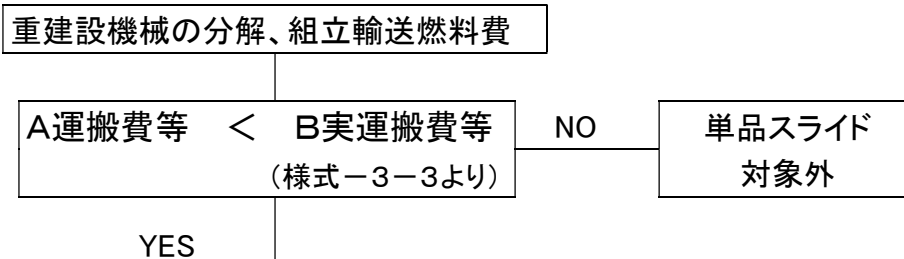 重建設機械の分解、組立輸送燃料費
A運搬費等 < B実運搬費等
(様式－3－3より)
NO
単品スライド
対象外
YES